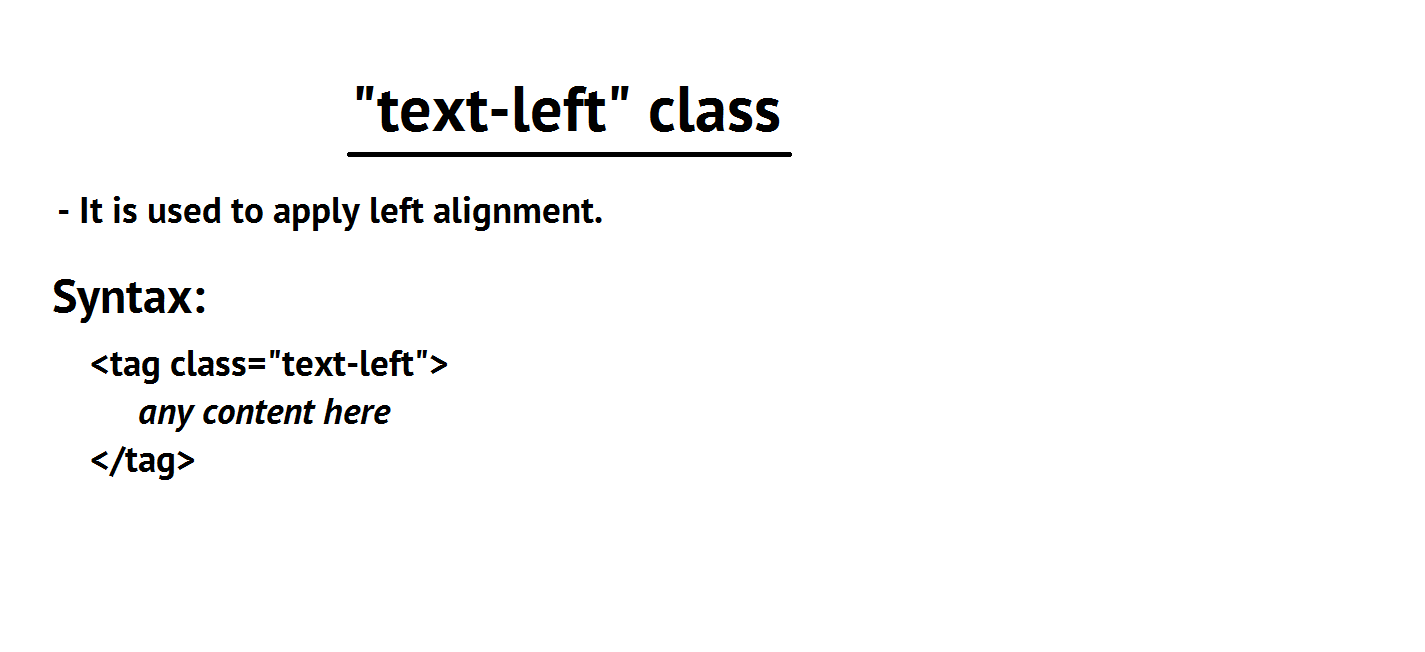 "text-left" class
- It is used to apply left alignment.
Syntax:
<tag class="text-left">
any content here
</tag>